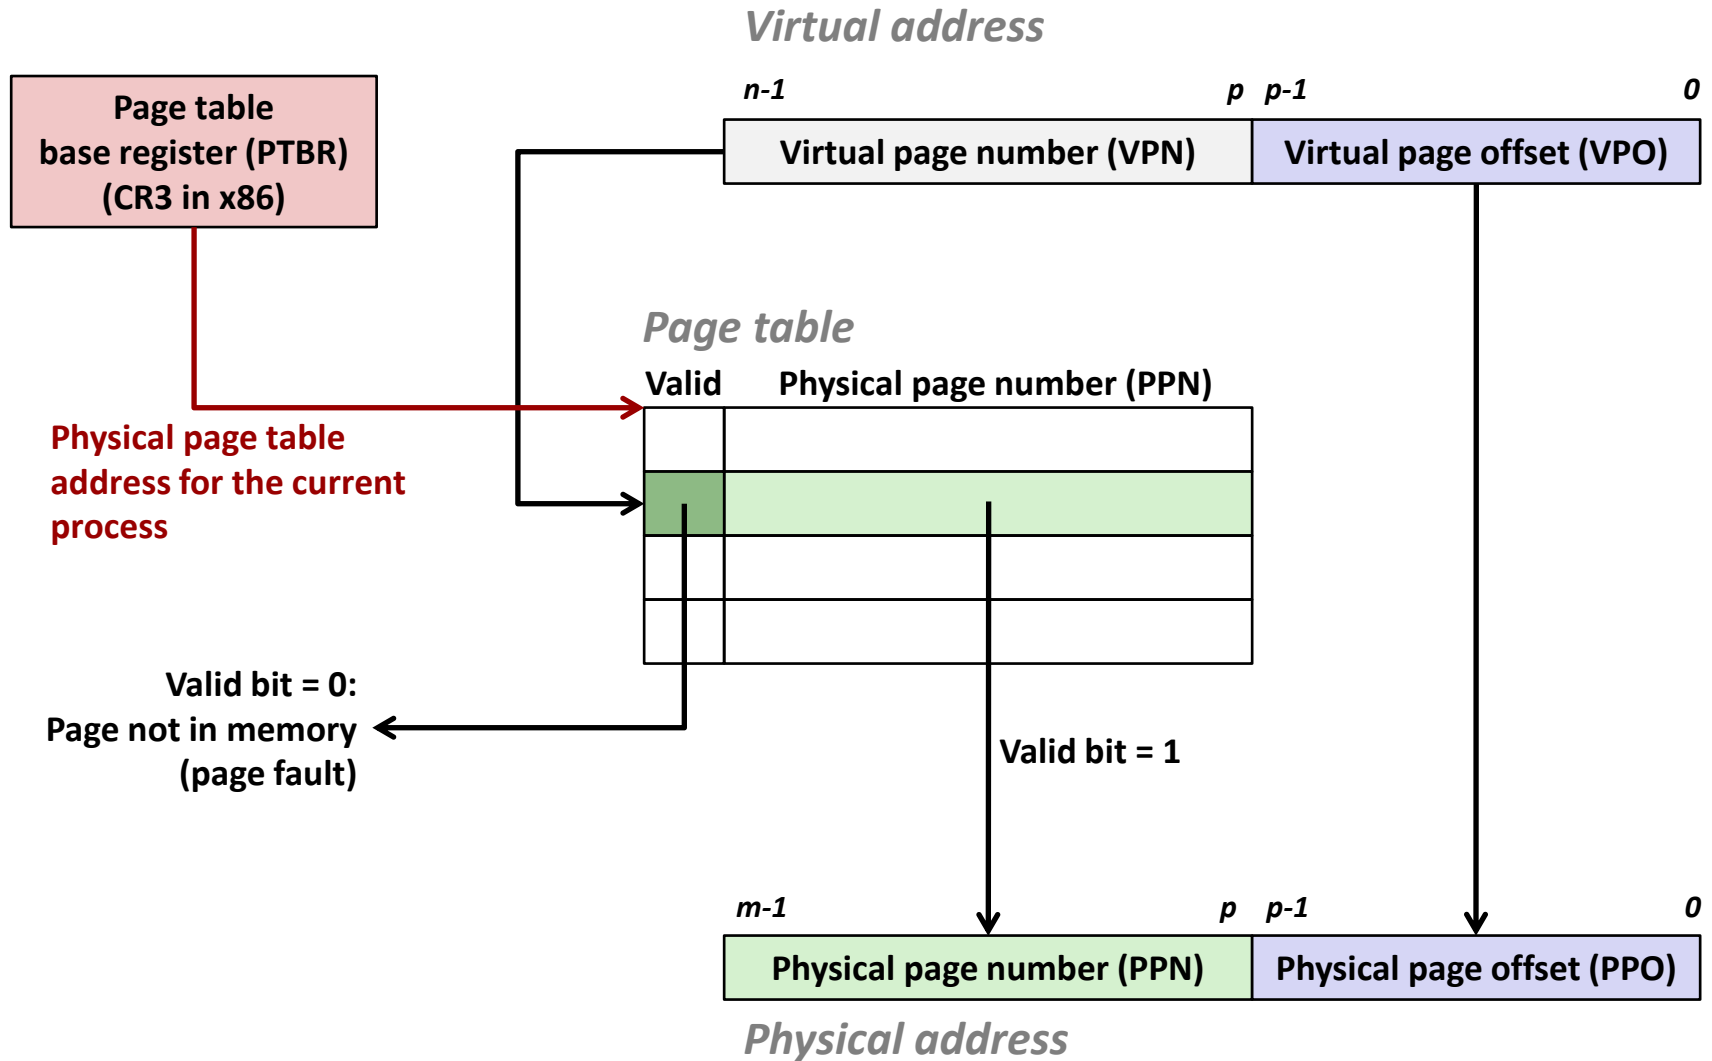 Virtual address
n-1 p p-1 0
Page table
base register (PTBR)
(CR3 in x86)
Virtual page number (VPN) Virtual page offset (VPO)
Page table
Valid Physical page number (PPN)
Physical page table
address for the current
process
Valid bit = 0:
Page not in memory
(page fault)
Valid bit = 1
m-1 p p-1 0
Physical page number (PPN) Physical page offset (PPO)
Physical address